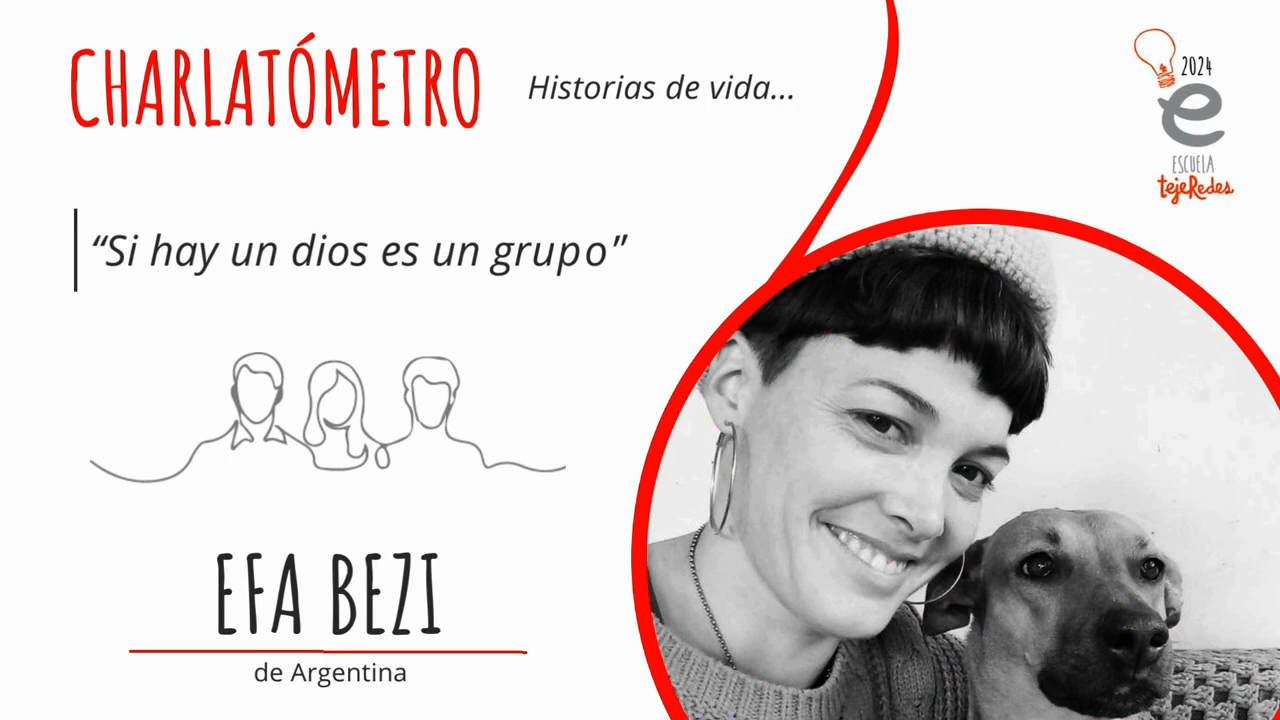 CHARLATÓMETRO
Historias de vida...
2024
e
ESCUELA
tejeRedes
“Si hay un dios es un grupo”
EFA BEZI
de Argentina